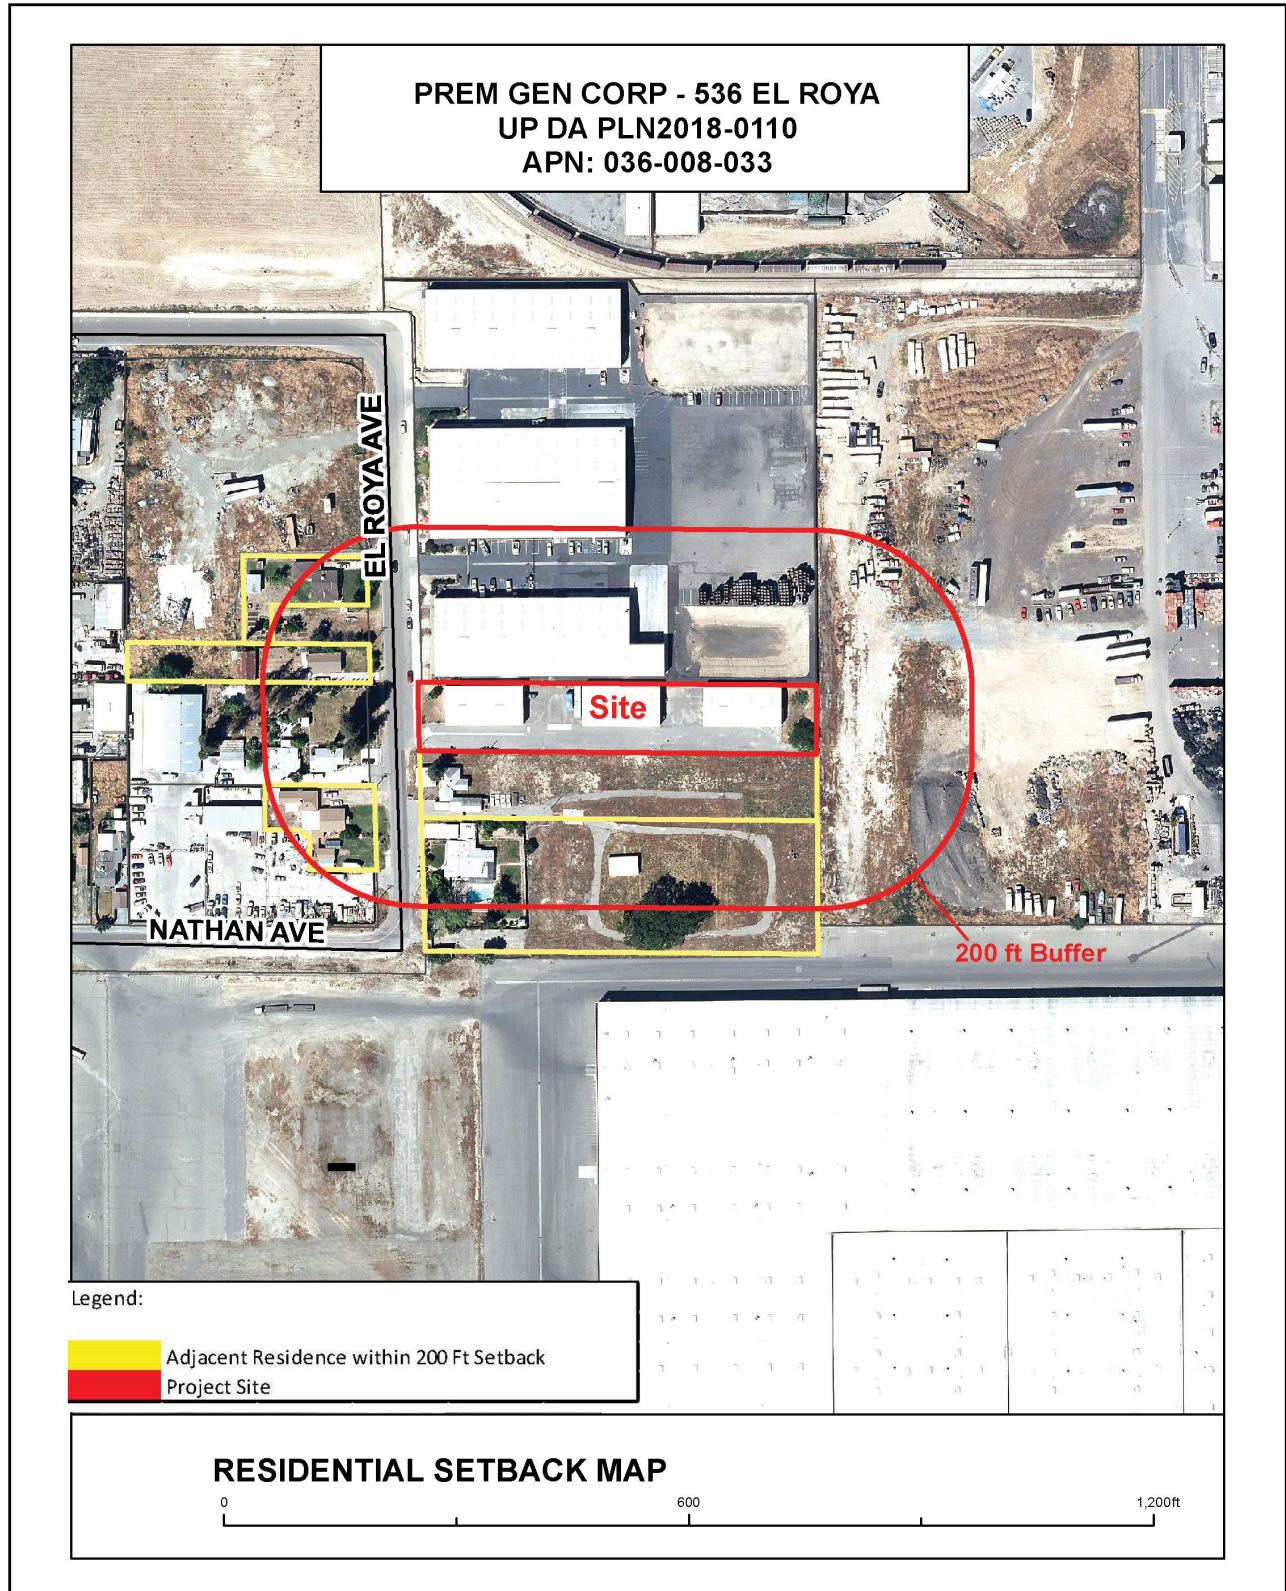 PREM GEN CORP - 536 EL ROYA
UP DA PLN2018-0110
APN: 036-008-033
EL ROYA AVE
Site
NATHAN AVE
200 ft Buffer
Legend:
Adjacent Residence within 200 Ft Setback
Project Site
RESIDENTIAL SETBACK MAP
0 600 1,200ft